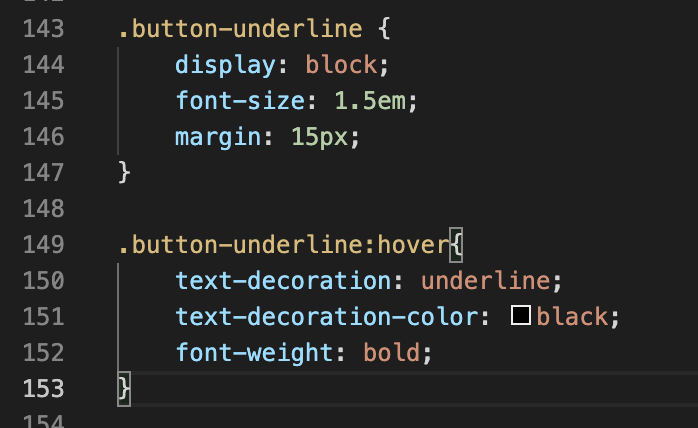 143 .button-underline {
144     display: block;
145     font-size: 1.5em;
146     margin: 15px;
147 }
148
149 .button-underline:hover{
150     text-decoration: underline;
151     text-decoration-color: black;
152     font-weight: bold;
153 }
154